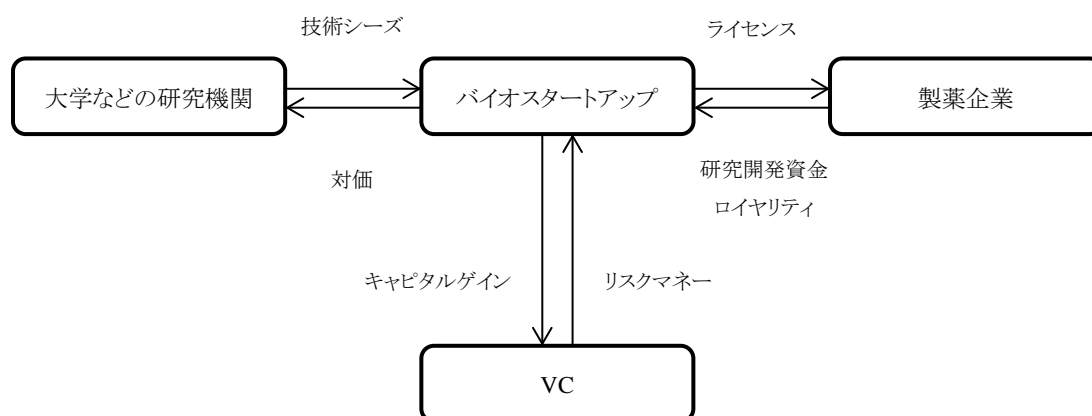 技術シーズ
ライセンス
大学などの研究機関
バイオスタートアップ
製薬企業
対価
研究開発資金
ロイヤリティ
キャピタルゲイン
リスクマネー
VC